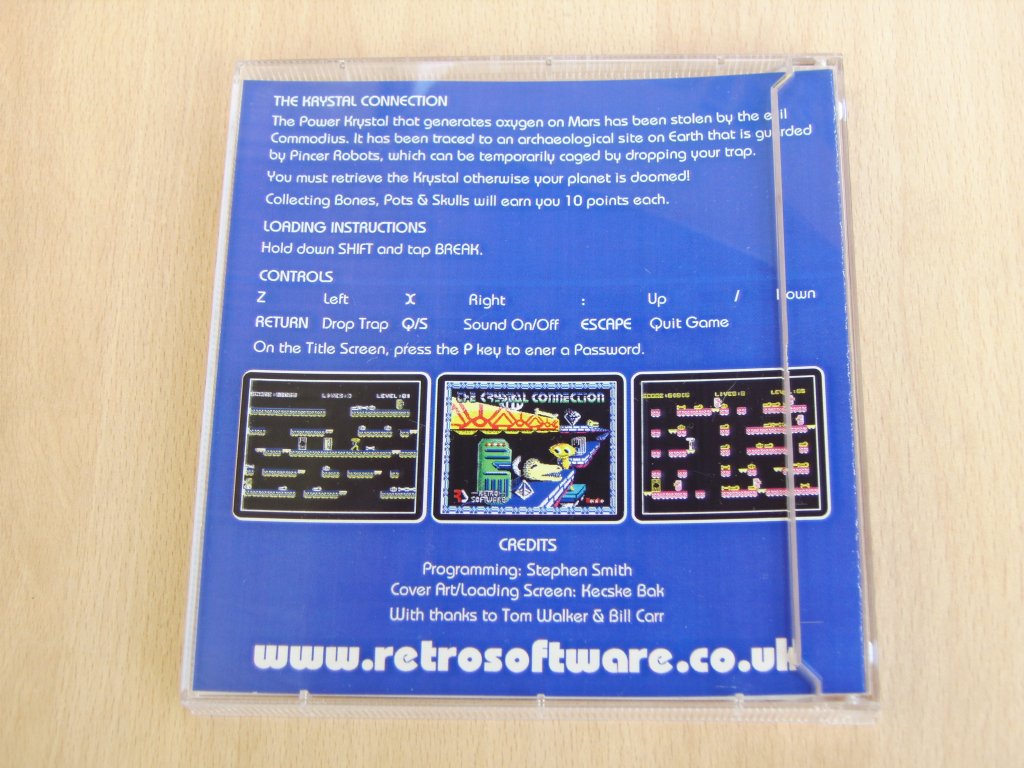 THE KRYSTAL CONNECTION
The Power Krystal that generates oxygen on Mars has been stolen by the evil
Commodius. It has been traced to an archaeological site on Earth that is guarded
by Pincer Robots, which can be temporarily caged by dropping your trap.
You must retrieve the Krystal otherwise your planet is doomed!
Collecting Bones, Pots & Skulls will earn you 10 points each.
LOADING INSTRUCTIONS
Hold down SHIFT and tap BREAK.
CONTROLS
Z Left X Right : Up / Down
RETURN Drop Trap Q/S Sound On/Off ESCAPE Quit Game
On the Title Screen, press the P key to ener a Password.
LIVES:3 LEVEL:01
THE CRYSTAL CONNECTION
RETRO
SOFTWARE
CREDITS
Programming: Stephen Smith
Cover Art/Loading Screen: Kecske Bak
With thanks to Tom Walker & Bill Carr
www.retrosoftware.co.uk